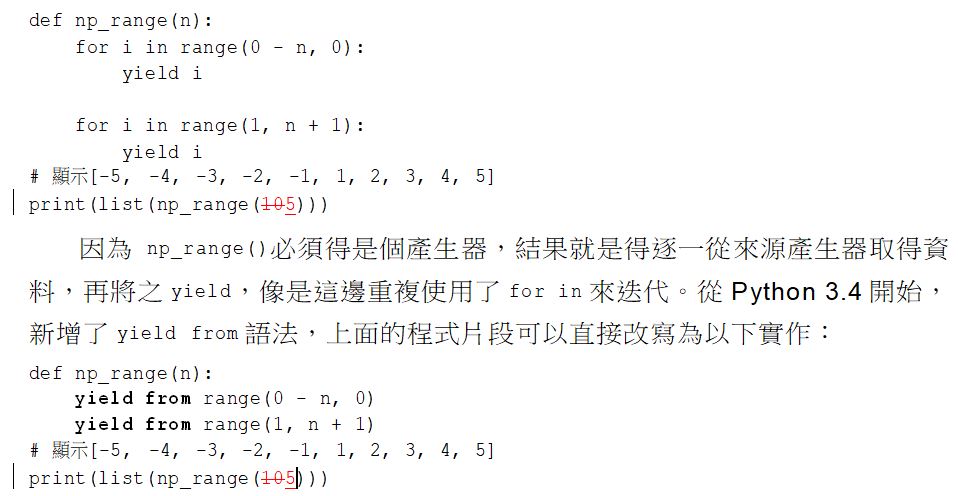 def np_range(n):
    for i in range(0 - n, 0):
        yield i

    for i in range(1, n + 1):
        yield i
# 顯示[-5, -4, -3, -2, -1, 1, 2, 3, 4, 5]
print(list(np_range(105)))
因為 np_range()必須得是個產生器，結果就是得逐一從來源產生器取得資
料，再將之 yield，像是這邊重複使用了 for in 來迭代。從 Python 3.4 開始，
新增了 yield from 語法，上面的程式片段可以直接改寫為以下實作：
def np_range(n):
    yield from range(0 - n, 0)
    yield from range(1, n + 1)
# 顯示[-5, -4, -3, -2, -1, 1, 2, 3, 4, 5]
print(list(np_range(105)))